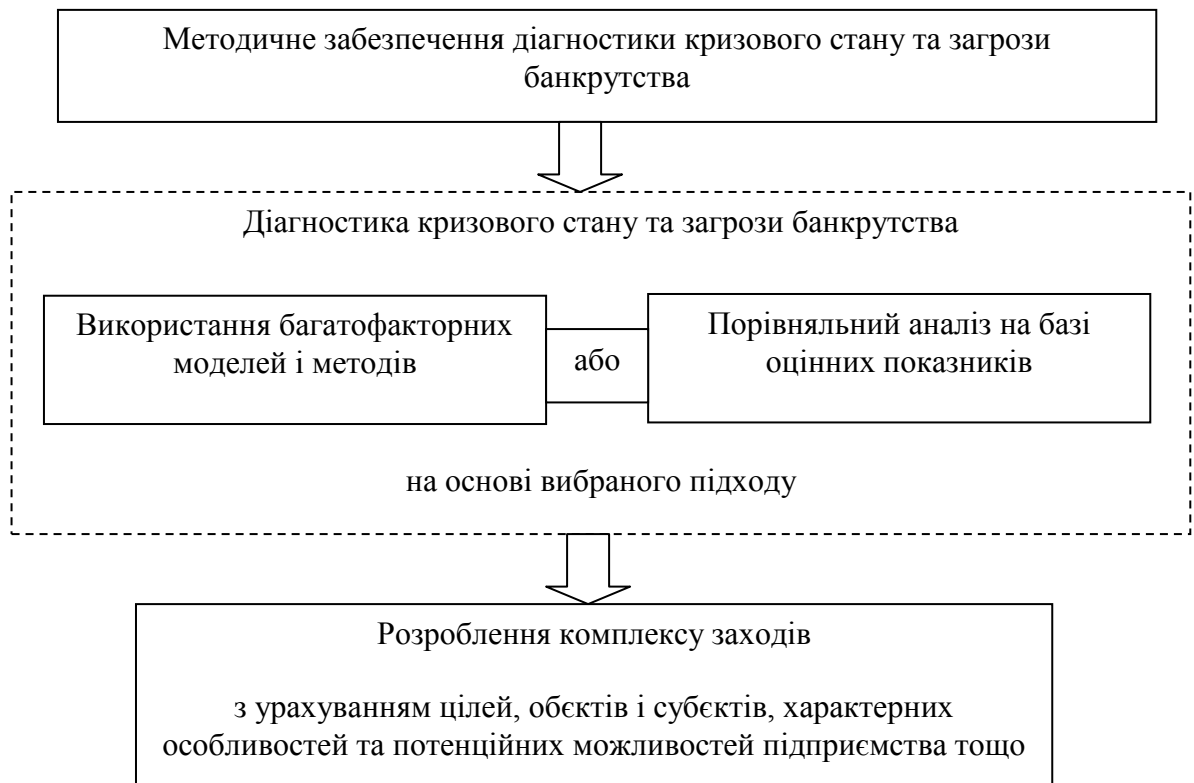 Методичне забезпечення діагностики кризового стану та загрози
банкрутства
Діагностика кризового стану та загрози банкрутства
Використання багатофакторних
моделей і методів
або
Порівняльний аналіз на базі
оцінних показників
на основі вибраного підходу
Розроблення комплексу заходів
з урахуванням цілей, обєктів і субєктів, характерних
особливостей та потенційних можливостей підприємства тощо